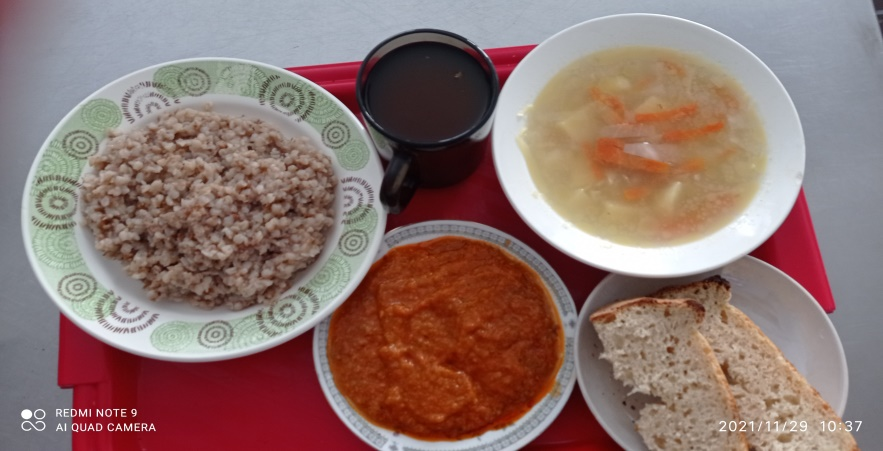 REDMI NOTE 9
AI QUAD CAMERA
2021/11/29 10:37